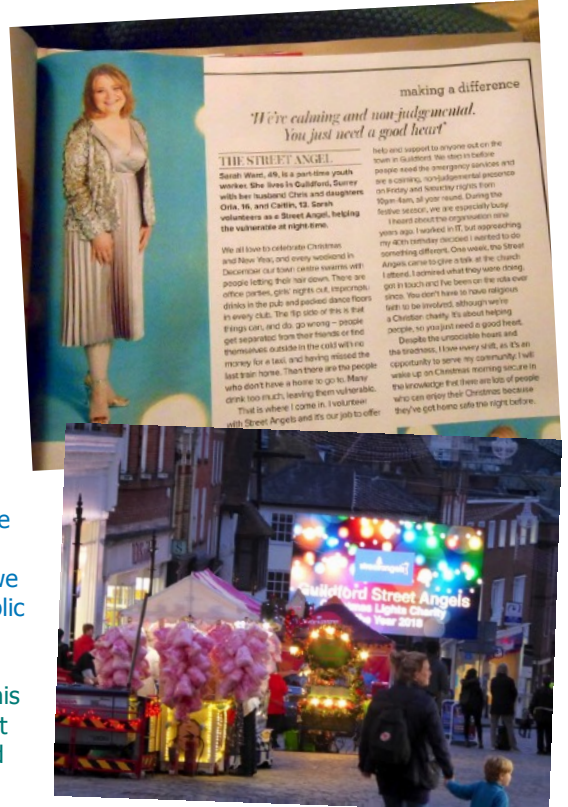 making a difference
'We're calming and non-judgemental.
You just need a good heart'
THE STREET ANGEL
Sarah Ward, 49, is a part-time youth
worker. She lives in Guildford, Surrey
with her husband Chris and daughters
Orla, 16, and Caitlin, 13. Sarah
volunteers as a Street Angel, helping
the vulnerable at night-time.
We all love to celebrate Christmas
and New Year, and every weekend in
December our town centre swarms with
people letting their hair down. There are
office parties, girls' nights out, impromptu
drinks in the pub and packed dance floors
in every club. The flip side of this is that
things can, and do, go wrong – people
get separated from their friends or find
themselves outside in the cold with no
money for a taxi, and having missed the
last train home. Then there are the people
who don't have a home to go to. Many
drink too much, leaving them vulnerable.
That is where I come in. I volunteer
with Street Angels and it's our job to offer
help and support to anyone out on the
town in Guildford. We step in before
people need the emergency services and
are a calming, non-judgemental presence
on Friday and Saturday nights from
10pm-4am, all year round. During the
festive season, we are especially busy.
I heard about the organisation nine
years ago. I worked in IT, but approaching
my 40th birthday decided I wanted to do
something different. One week, the Street
Angels came to give a talk at the church
I attend. I admired what they were doing,
got in touch and I've been on the rota ever
since. You don't have to have religious
faith to be involved, although we're
a Christian charity. It's about helping
people, so you just need a good heart.
Despite the unsociable hours and
the tiredness, I love every shift, as it's an
opportunity to serve my community. I will
wake up on Christmas morning secure in
the knowledge that there are lots of people
who can enjoy their Christmas because
they've got home safe the night before.
e
ve
olic
his
t
d
streetangels
Guildford Street Angels
mas Lights Charity
he Year 2018